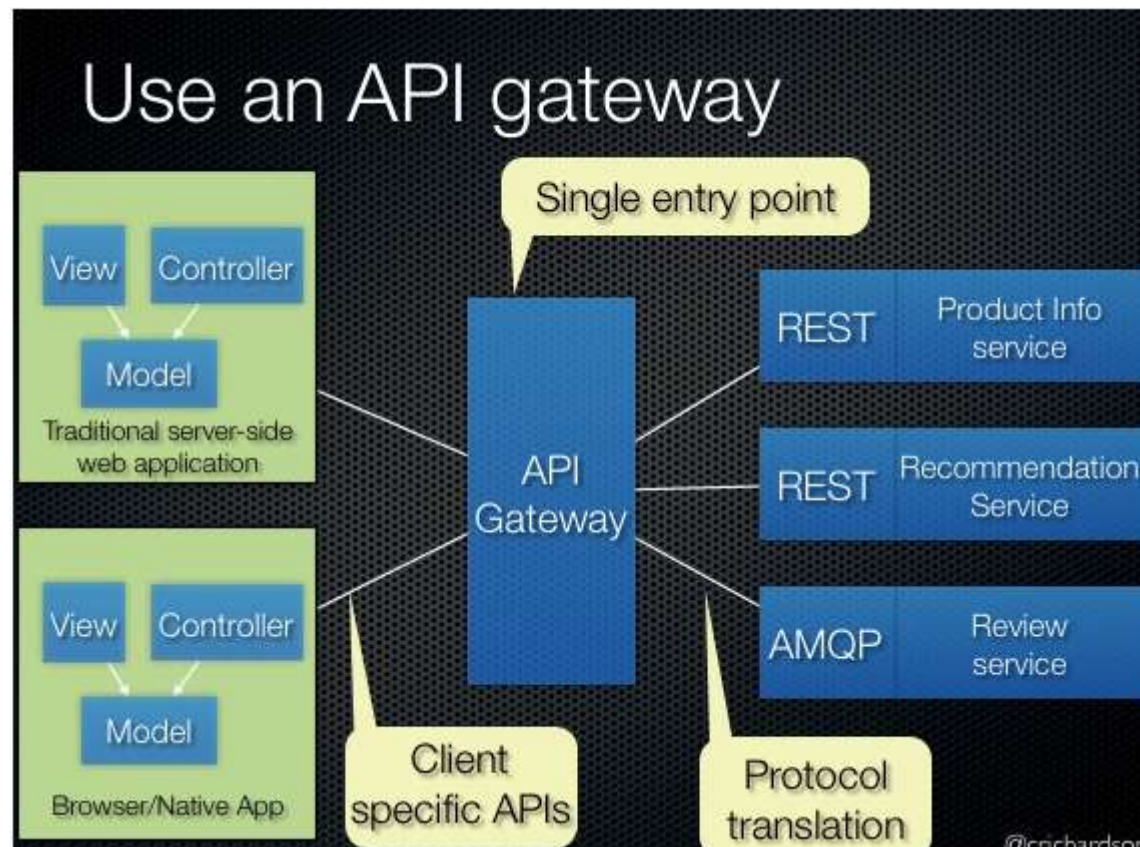 Use an API gateway
Single entry point
View
Controller
Model
Traditional server-side
web application
View
Controller
Model
Browser/Native App
API
Gateway
Client
specific APIs
Protocol
translation
REST
Product Info
service
REST
Recommendation
Service
AMQP
Review
service
@crichardson